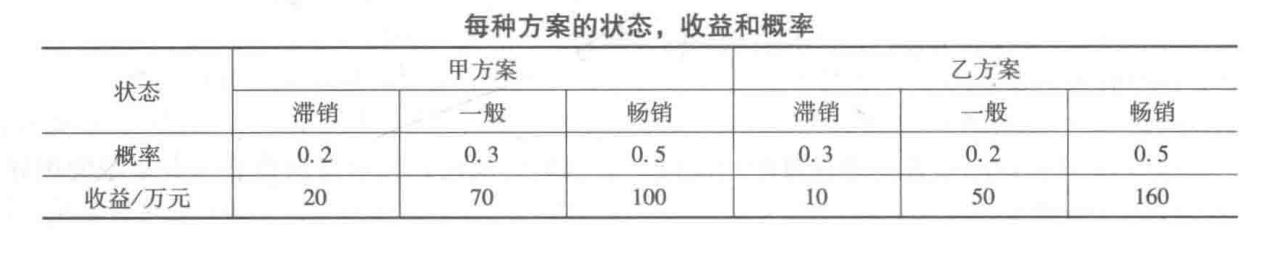 每种方案的状态，收益和概率
状态 甲方案 乙方案
滞销 一般 畅销 滞销 一般 畅销
概率 0.2 0.3 0.5 0.3 0.2 0.5
收益/万元 20 70 100 10 50 160